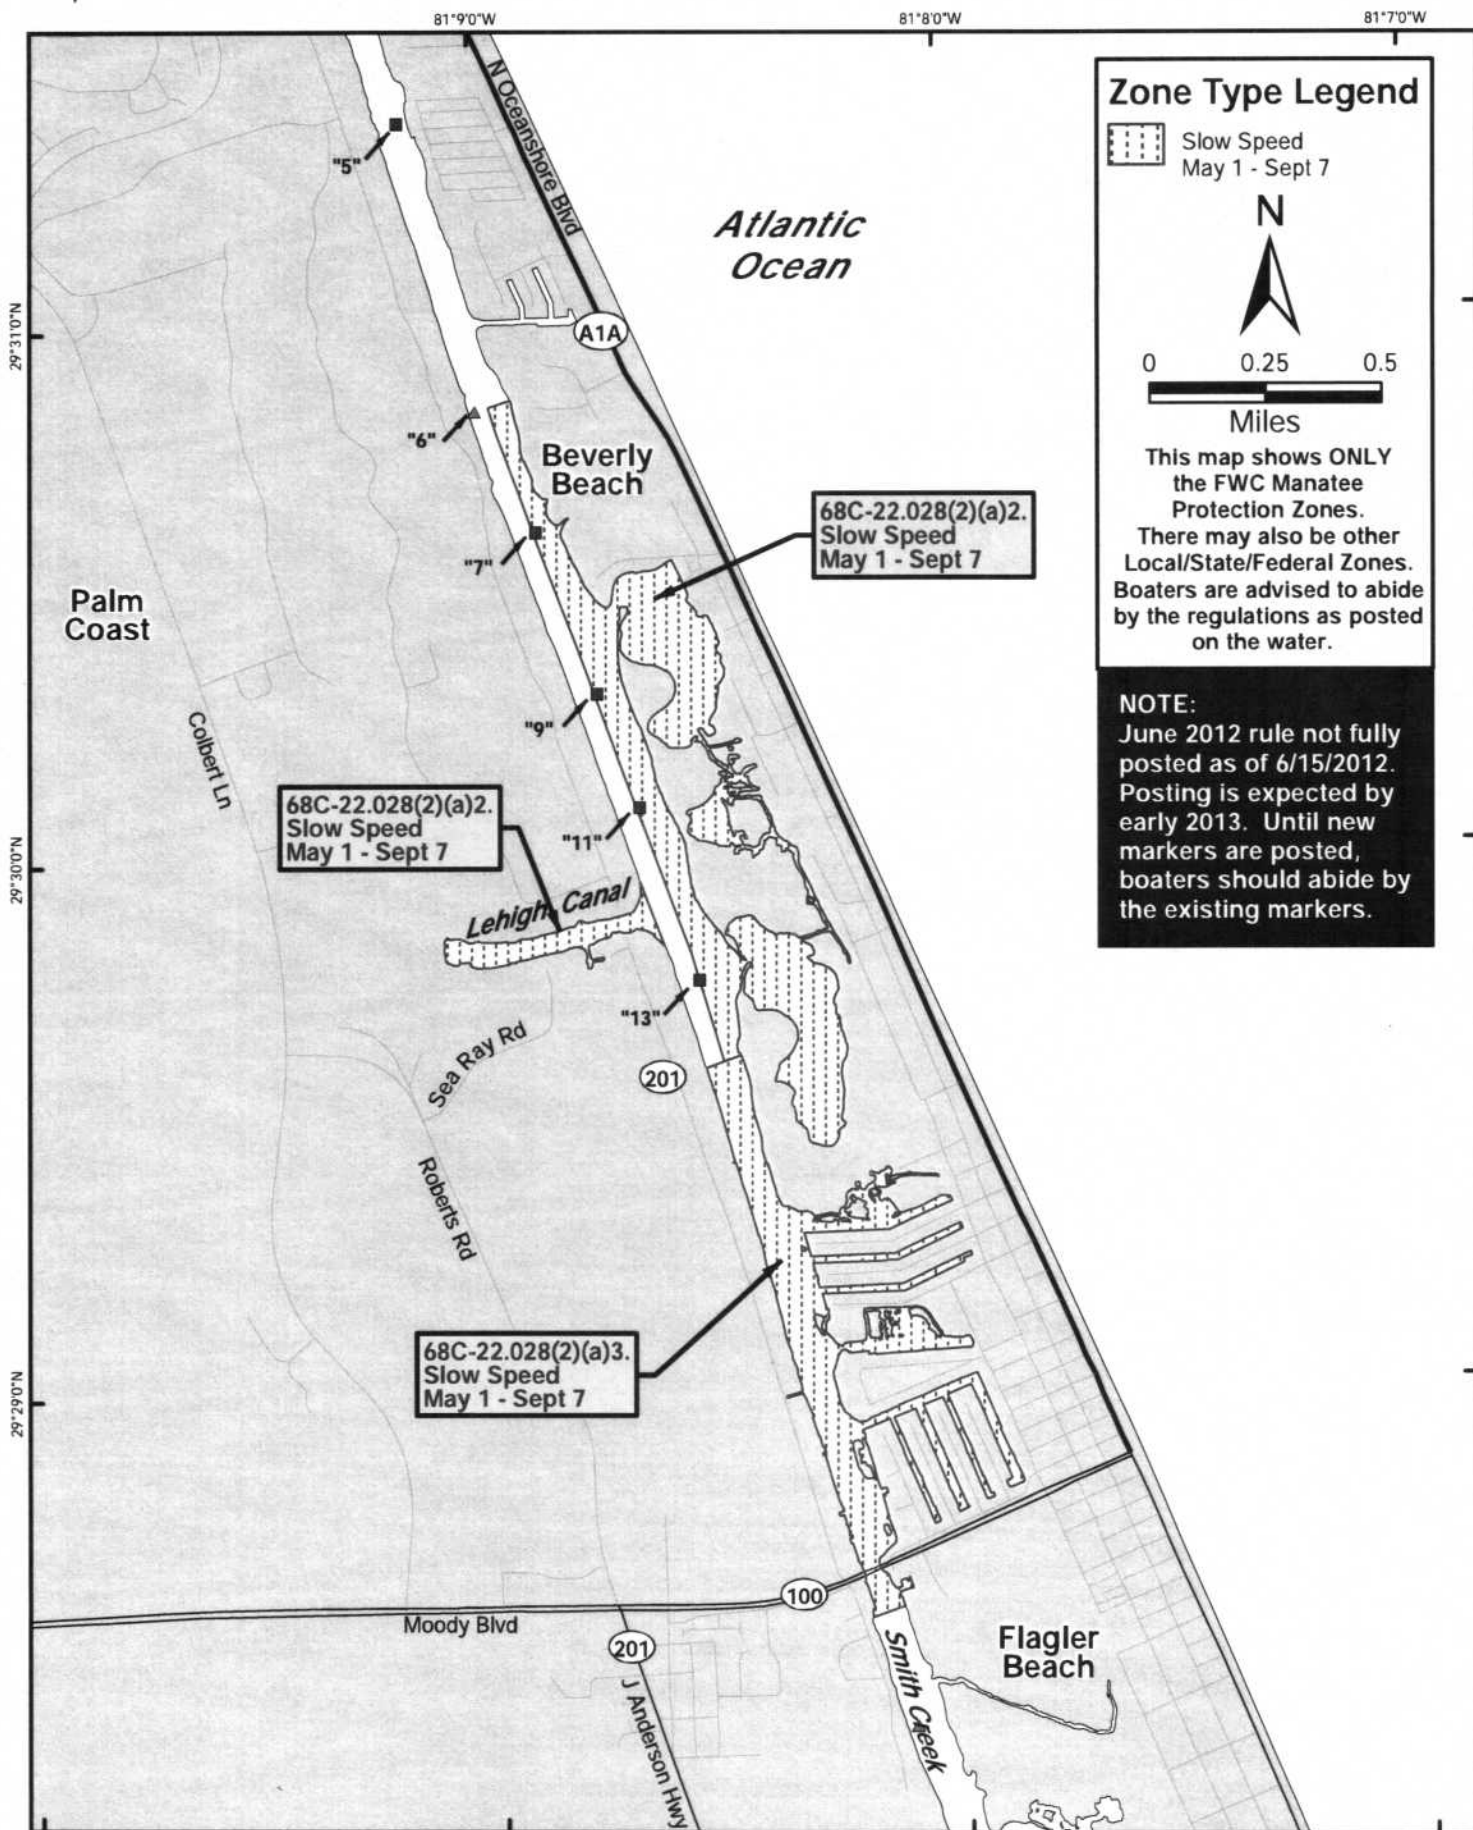 81°9'0"W
81°8'0"W
81°7'0"W
N Oceanshore Blvd
"5"
Atlantic
Ocean
Zone Type Legend
Slow Speed
May 1 - Sept 7
N
0 0.25 0.5
Miles
This map shows ONLY
the FWC Manatee
Protection Zones.
There may also be other
Local/State/Federal Zones.
Boaters are advised to abide
by the regulations as posted
on the water.
NOTE:
June 2012 rule not fully
posted as of 6/15/2012.
Posting is expected by
early 2013. Until new
markers are posted,
boaters should abide by
the existing markers.
29°31'0"N
A1A
"6"
Beverly
Beach
68C-22.028(2)(a)2.
Slow Speed
May 1 - Sept 7
"7"
Palm
Coast
"9"
Colbert Ln
68C-22.028(2)(a)2.
Slow Speed
May 1 - Sept 7
"11"
29°30'0"N
Lehigh Canal
"13"
Sea Ray Rd
201
Roberts Rd
68C-22.028(2)(a)3.
Slow Speed
May 1 - Sept 7
29°29'0"N
100
Moody Blvd
201
J Anderson Hwy
Smith Creek
Flagler
Beach